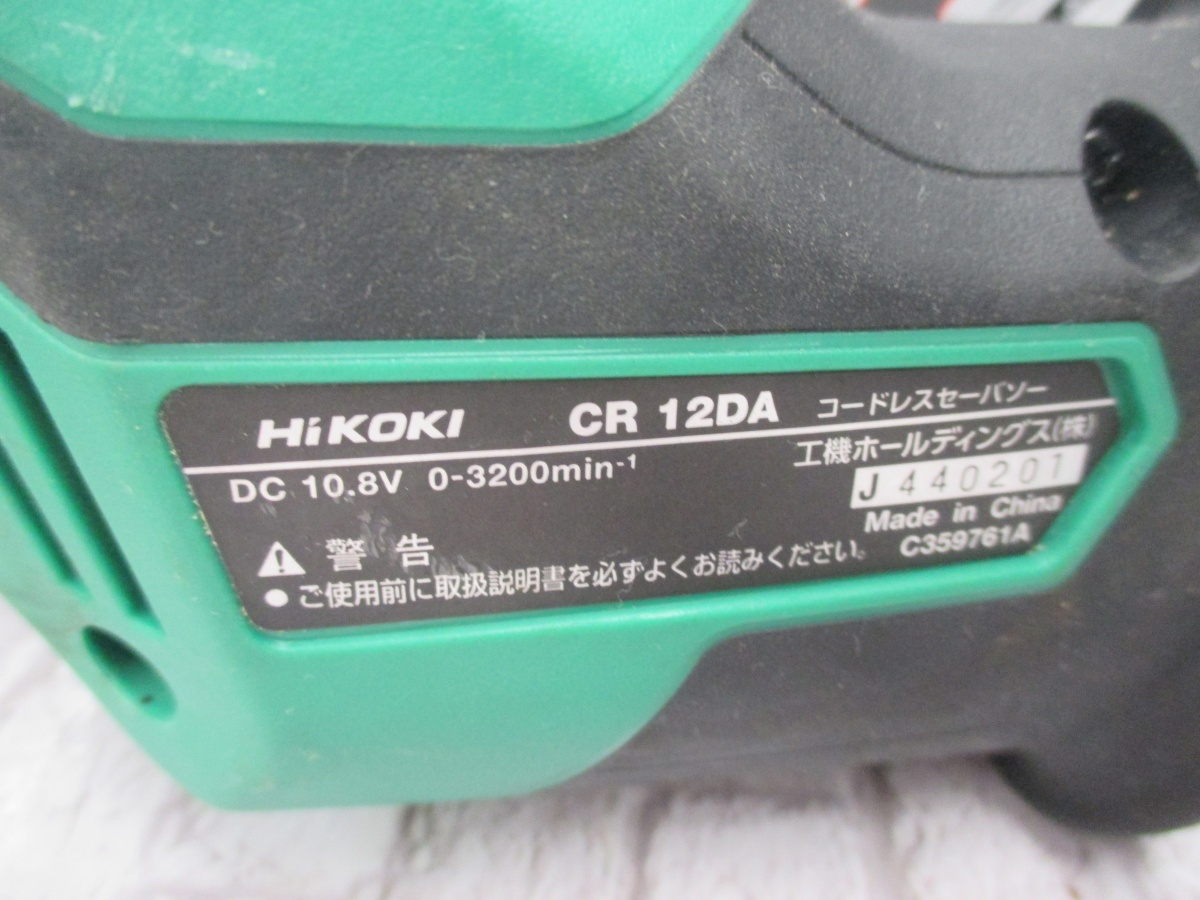 HiKOKI CR 12DA コードレスセーバソー
DC 10.8V 0-3200min⁻¹ 工機ホールディングス(株)
J 440201
Made in China
警告 C359761A
●ご使用前に取扱説明書を必ずよくお読みください。